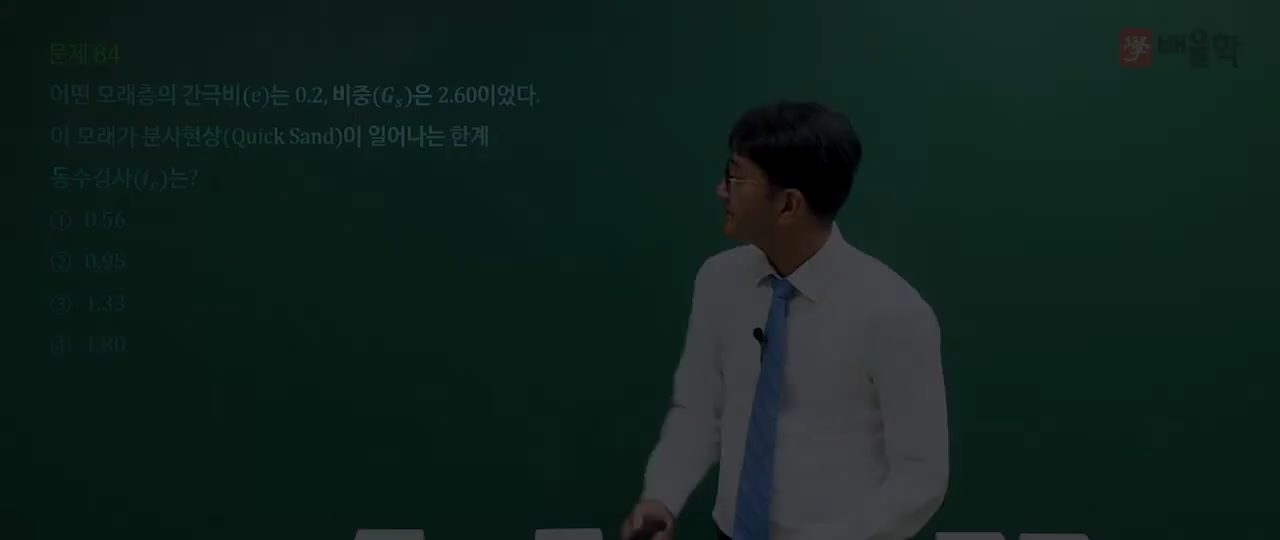 문제 84
어떤 모래층의 간극비(e)는 0.2, 비중(G_s)은 2.60이었다.
이 모래가 분사현상(Quick Sand)이 일어나는 한계
동수경사(i_c)는?
① 0.56
② 0.95
③ 1.33
④ 1.80
學 배울학